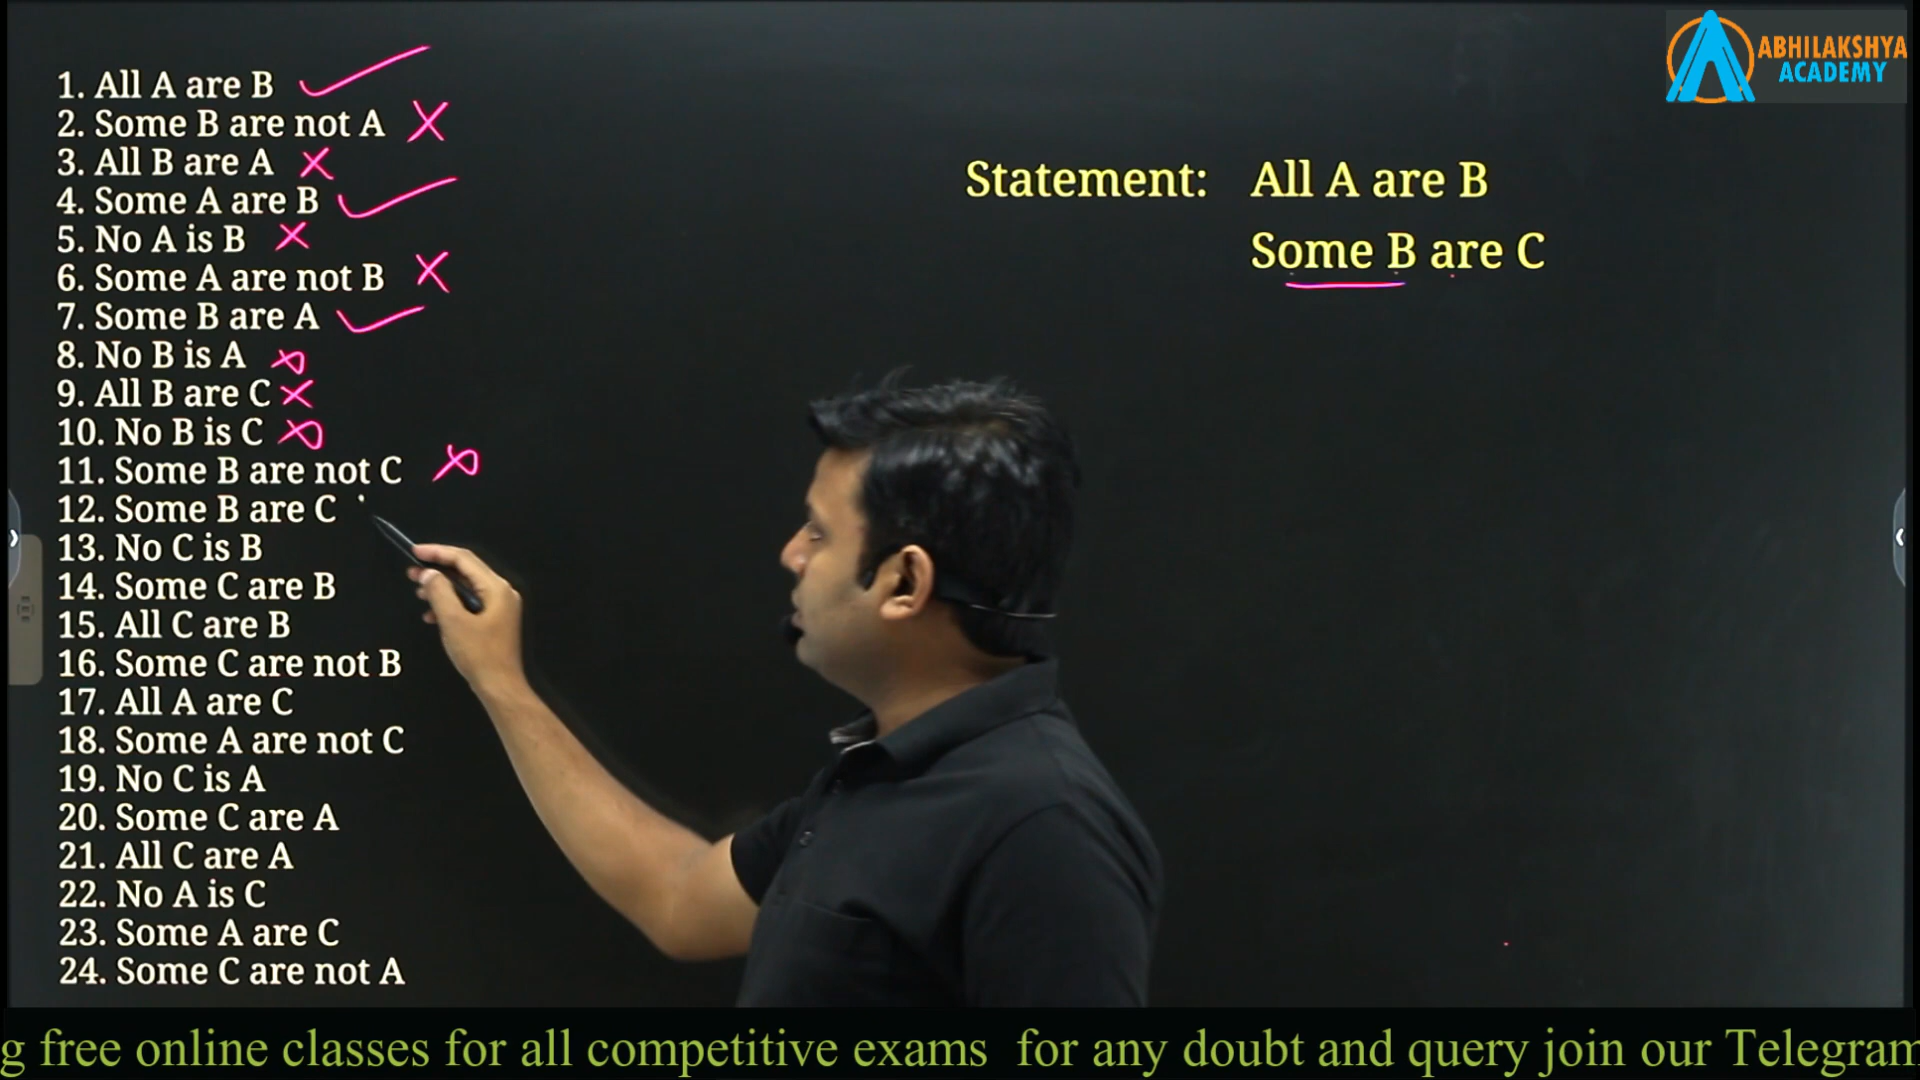 1. All A are B
2. Some B are not A
3. All B are A
4. Some A are B
5. No A is B
6. Some A are not B
7. Some B are A
8. No B is A
9. All B are C
10. No B is C
11. Some B are not C
12. Some B are C
13. No C is B
14. Some C are B
15. All C are B
16. Some C are not B
17. All A are C
18. Some A are not C
19. No C is A
20. Some C are A
21. All C are A
22. No A is C
23. Some A are C
24. Some C are not A
Statement: All A are B
Some B are C
ABHILAKSHYA
ACADEMY
g free online classes for all competitive exams for any doubt and query join our Telegram